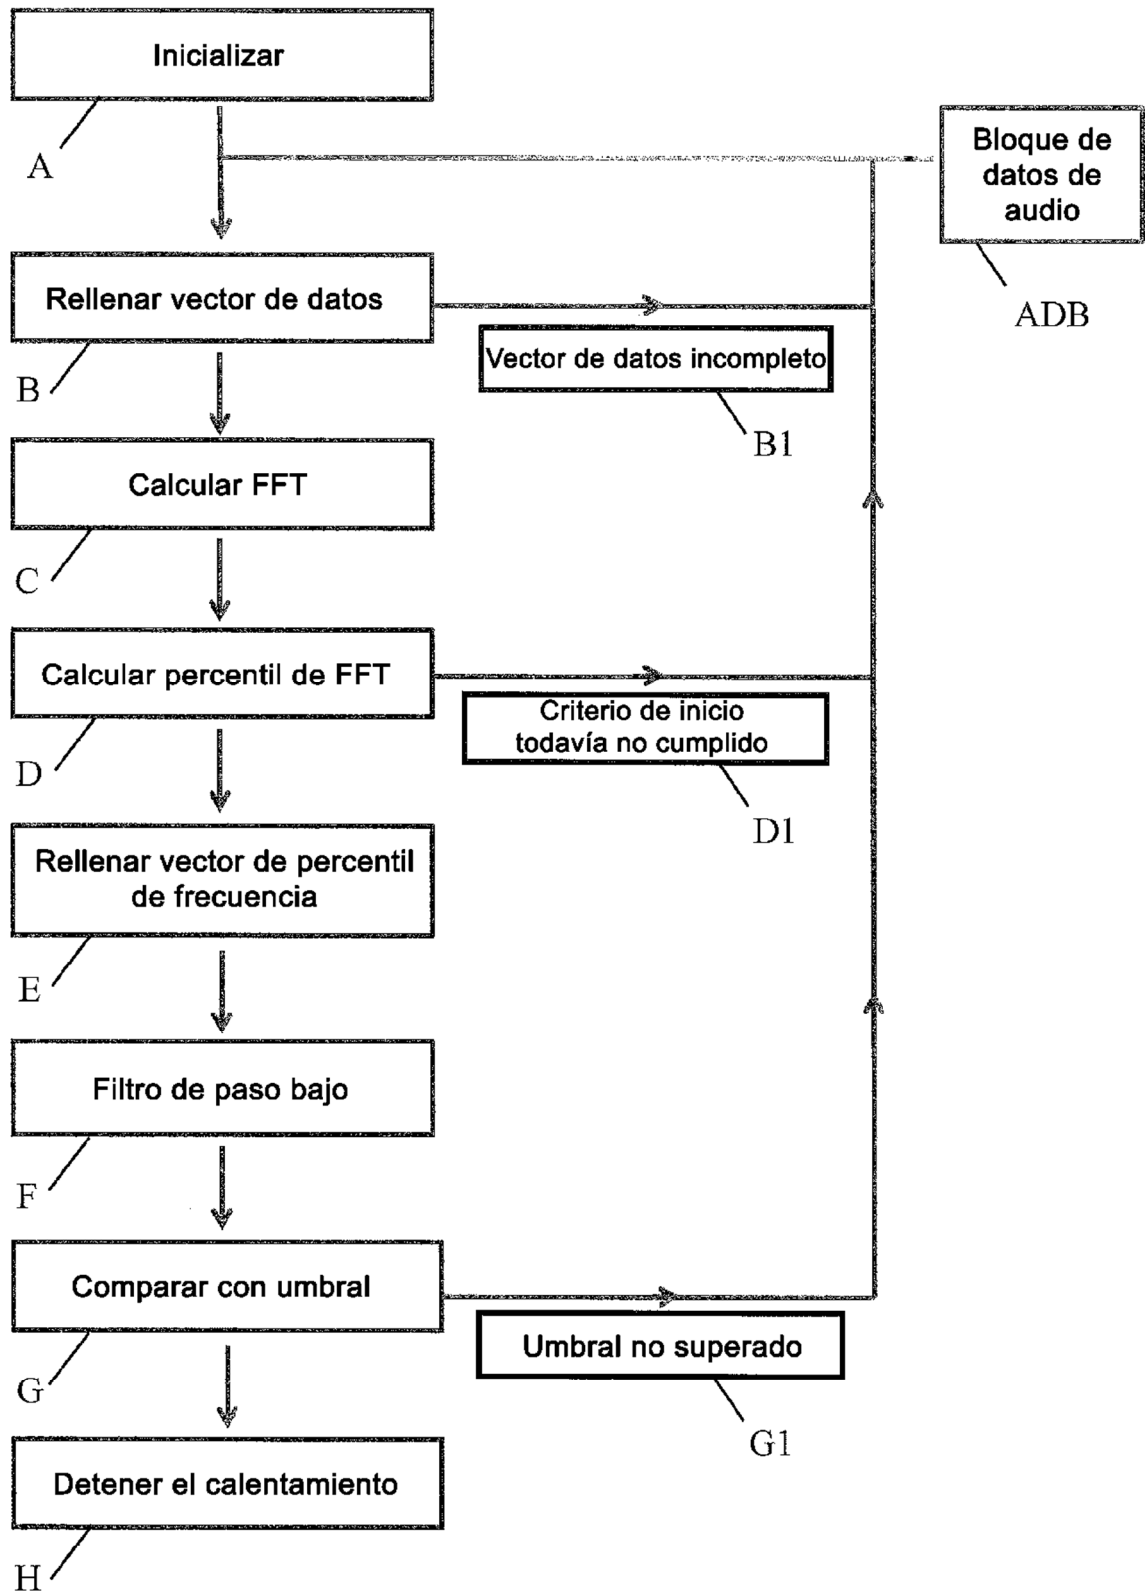 Inicializar
A
Bloque de
datos de
audio
ADB
Rellenar vector de datos
B
Vector de datos incompleto
B1
Calcular FFT
C
Calcular percentil de FFT
D
Criterio de inicio
todavía no cumplido
D1
Rellenar vector de percentil
de frecuencia
E
Filtro de paso bajo
F
Comparar con umbral
G
Umbral no superado
G1
Detener el calentamiento
H